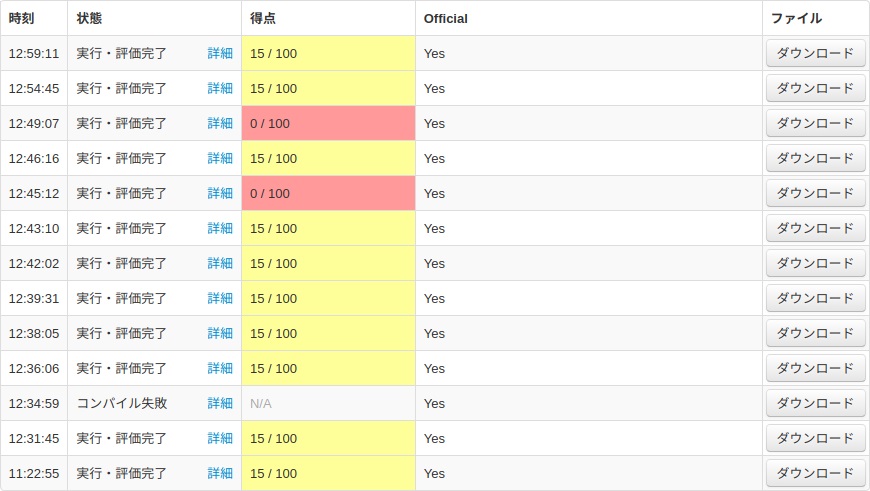 時刻 状態 得点 Official ファイル
12:59:11 実行・評価完了 詳細 15 / 100 Yes ダウンロード
12:54:45 実行・評価完了 詳細 15 / 100 Yes ダウンロード
12:49:07 実行・評価完了 詳細 0 / 100 Yes ダウンロード
12:46:16 実行・評価完了 詳細 15 / 100 Yes ダウンロード
12:45:12 実行・評価完了 詳細 0 / 100 Yes ダウンロード
12:43:10 実行・評価完了 詳細 15 / 100 Yes ダウンロード
12:42:02 実行・評価完了 詳細 15 / 100 Yes ダウンロード
12:39:31 実行・評価完了 詳細 15 / 100 Yes ダウンロード
12:38:05 実行・評価完了 詳細 15 / 100 Yes ダウンロード
12:36:06 実行・評価完了 詳細 15 / 100 Yes ダウンロード
12:34:59 コンパイル失敗 詳細 N/A Yes ダウンロード
12:31:45 実行・評価完了 詳細 15 / 100 Yes ダウンロード
11:22:55 実行・評価完了 詳細 15 / 100 Yes ダウンロード